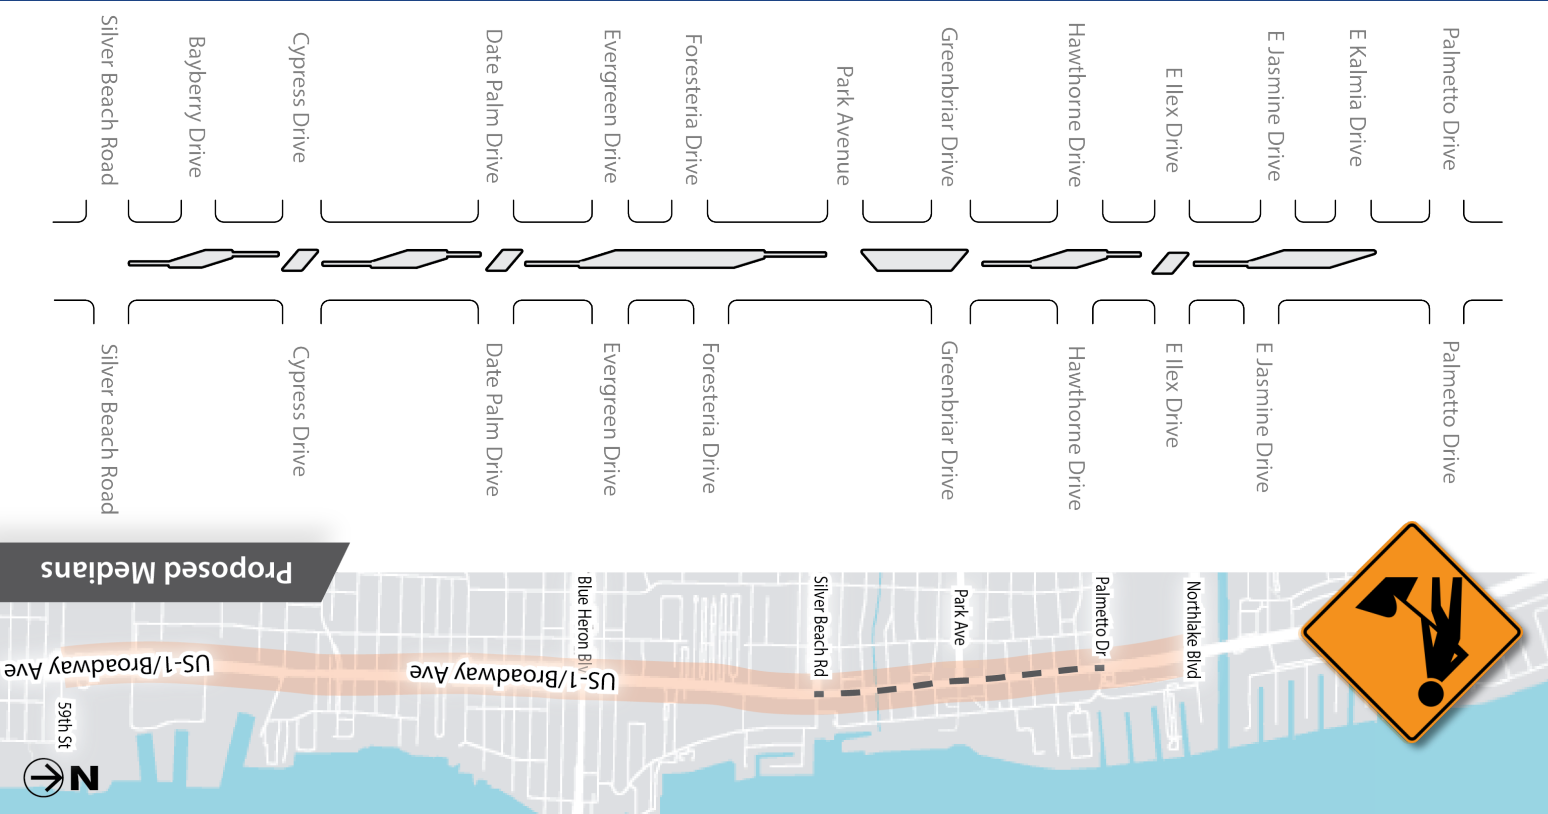 Silver Beach Road
Bayberry Drive
Cypress Drive
Date Palm Drive
Evergreen Drive
Foresteria Drive
Park Avenue
Greenbriar Drive
Hawthorne Drive
E Ilex Drive
E Jasmine Drive
E Kalmia Drive
Palmetto Drive
Silver Beach Road
Cypress Drive
Date Palm Drive
Evergreen Drive
Foresteria Drive
Greenbriar Drive
Hawthorne Drive
E Ilex Drive
E Jasmine Drive
Palmetto Drive
Proposed Medians
US-1/Broadway Ave
59th St
US-1/Broadway Ave
Blue Heron Blv
Silver Beach Rd
Park Ave
Palmetto Dr
Northlake Blvd
N